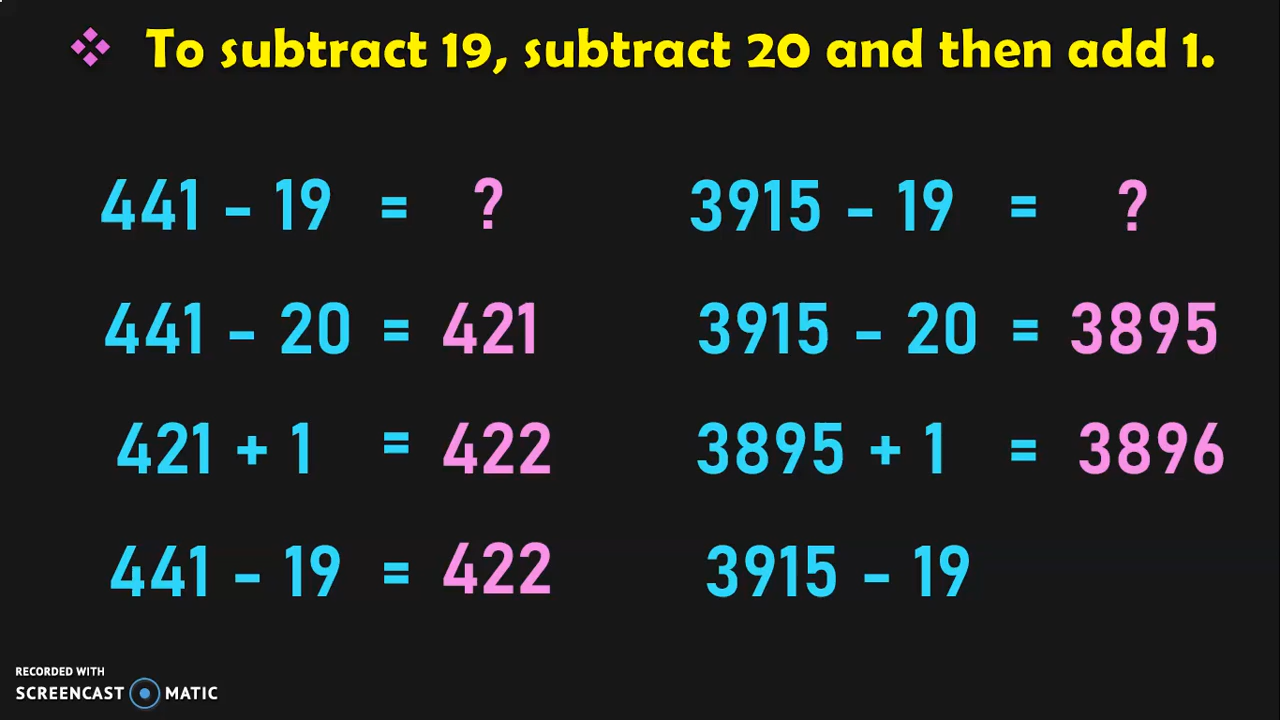 ❖ To subtract 19, subtract 20 and then add 1.
441 - 19 = ?
3915 - 19 = ?
441 - 20 = 421
3915 - 20 = 3895
421 + 1 = 422
3895 + 1 = 3896
441 - 19 = 422
3915 - 19
RECORDED WITH
SCREENCAST MATIC